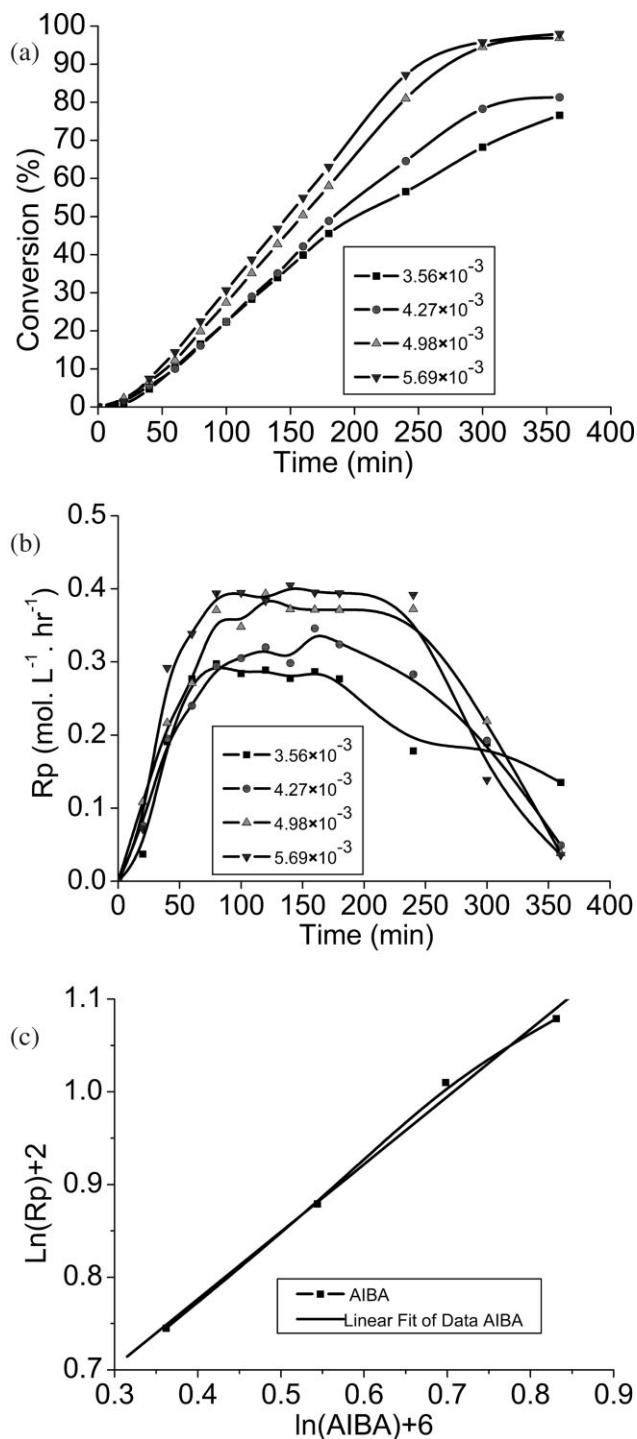 (a)
100
90
80
70
60
50
40
30
20
10
0
Conversion (%)
3.56×10-3
4.27×10-3
4.98×10-3
5.69×10-3
0 50 100 150 200 250 300 350 400
Time (min)
(b)
0.5
0.4
0.3
0.2
0.1
0.0
Rp (mol. L-1 . hr-1)
3.56×10-3
4.27×10-3
4.98×10-3
5.69×10-3
0 50 100 150 200 250 300 350 400
Time (min)
(c)
1.1
1.0
0.9
0.8
0.7
Ln(Rp)+2
AIBA
Linear Fit of Data AIBA
0.3 0.4 0.5 0.6 0.7 0.8 0.9
ln(AIBA)+6